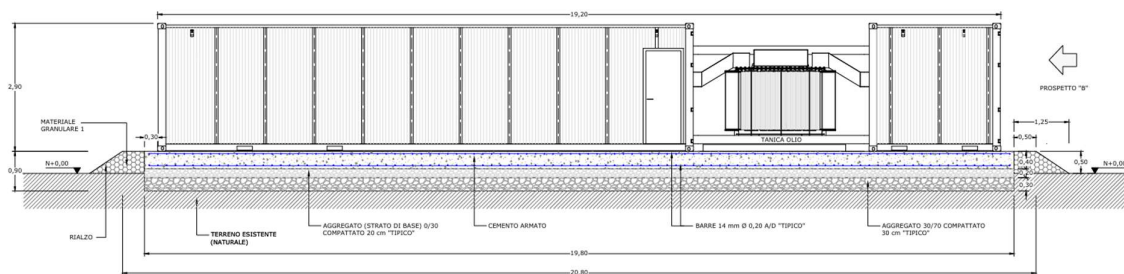 19,20
2,90
PROSPETTO "B"
MATERIALE
GRANULARE 1
0,30
TANICA OLIO
1,25
0,50
N+0,00
0,90
0,40
0,20
0,30
0,50
N+0,00
RIALZO
TERRENO ESISTENTE
(NATURALE)
AGGREGATO (STRATO DI BASE) 0/30
COMPATTATO 20 cm "TIPICO"
CEMENTO ARMATO
BARRE 14 mm Ø 0,20 A/D "TIPICO"
AGGREGATO 30/70 COMPATTATO
30 cm "TIPICO"
19,80
20,80